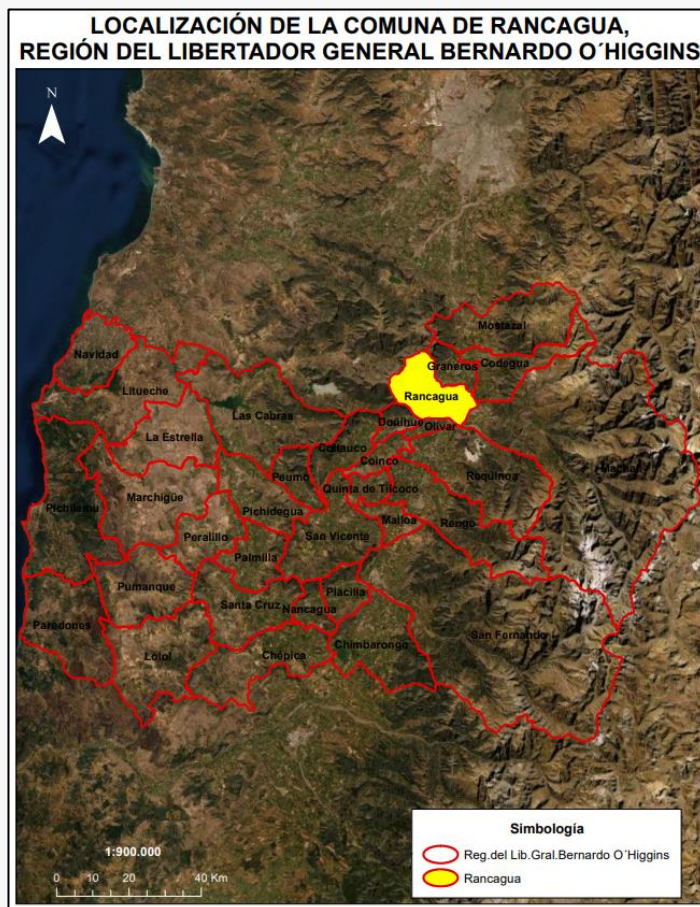 LOCALIZACIÓN DE LA COMUNA DE RANCAGUA,
REGIÓN DEL LIBERTADOR GENERAL BERNARDO O´HIGGINS
N
Mostazal
Navidad
Graneros
Codegua
Litueche
Rancagua
Las Cabras
Doñihue
Olivar
La Estrella
Coltauco
Coinco
Machalí
Peumo
Requinoa
Quinta de Tilcoco
Marchigüe
Pichilemu
Pichidegua
Malloa
Rengo
Peralillo
San Vicente
Palmilla
Pumanque
Placilla
Santa Cruz
Nancagua
Paredones
San Fernando
Chimbarongo
Lolol
Chépica
Simbología
Reg.del Lib.Gral.Bernardo O´Higgins
Rancagua
1:900.000
0 10 20 40 Km